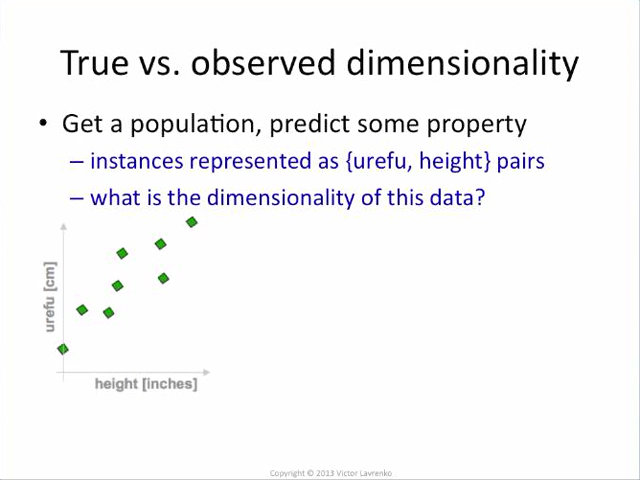 True vs. observed dimensionality
• Get a population, predict some property
– instances represented as {urefu, height} pairs
– what is the dimensionality of this data?
urefu [cm]
height [inches]
Copyright © 2013 Victor Lavrenko